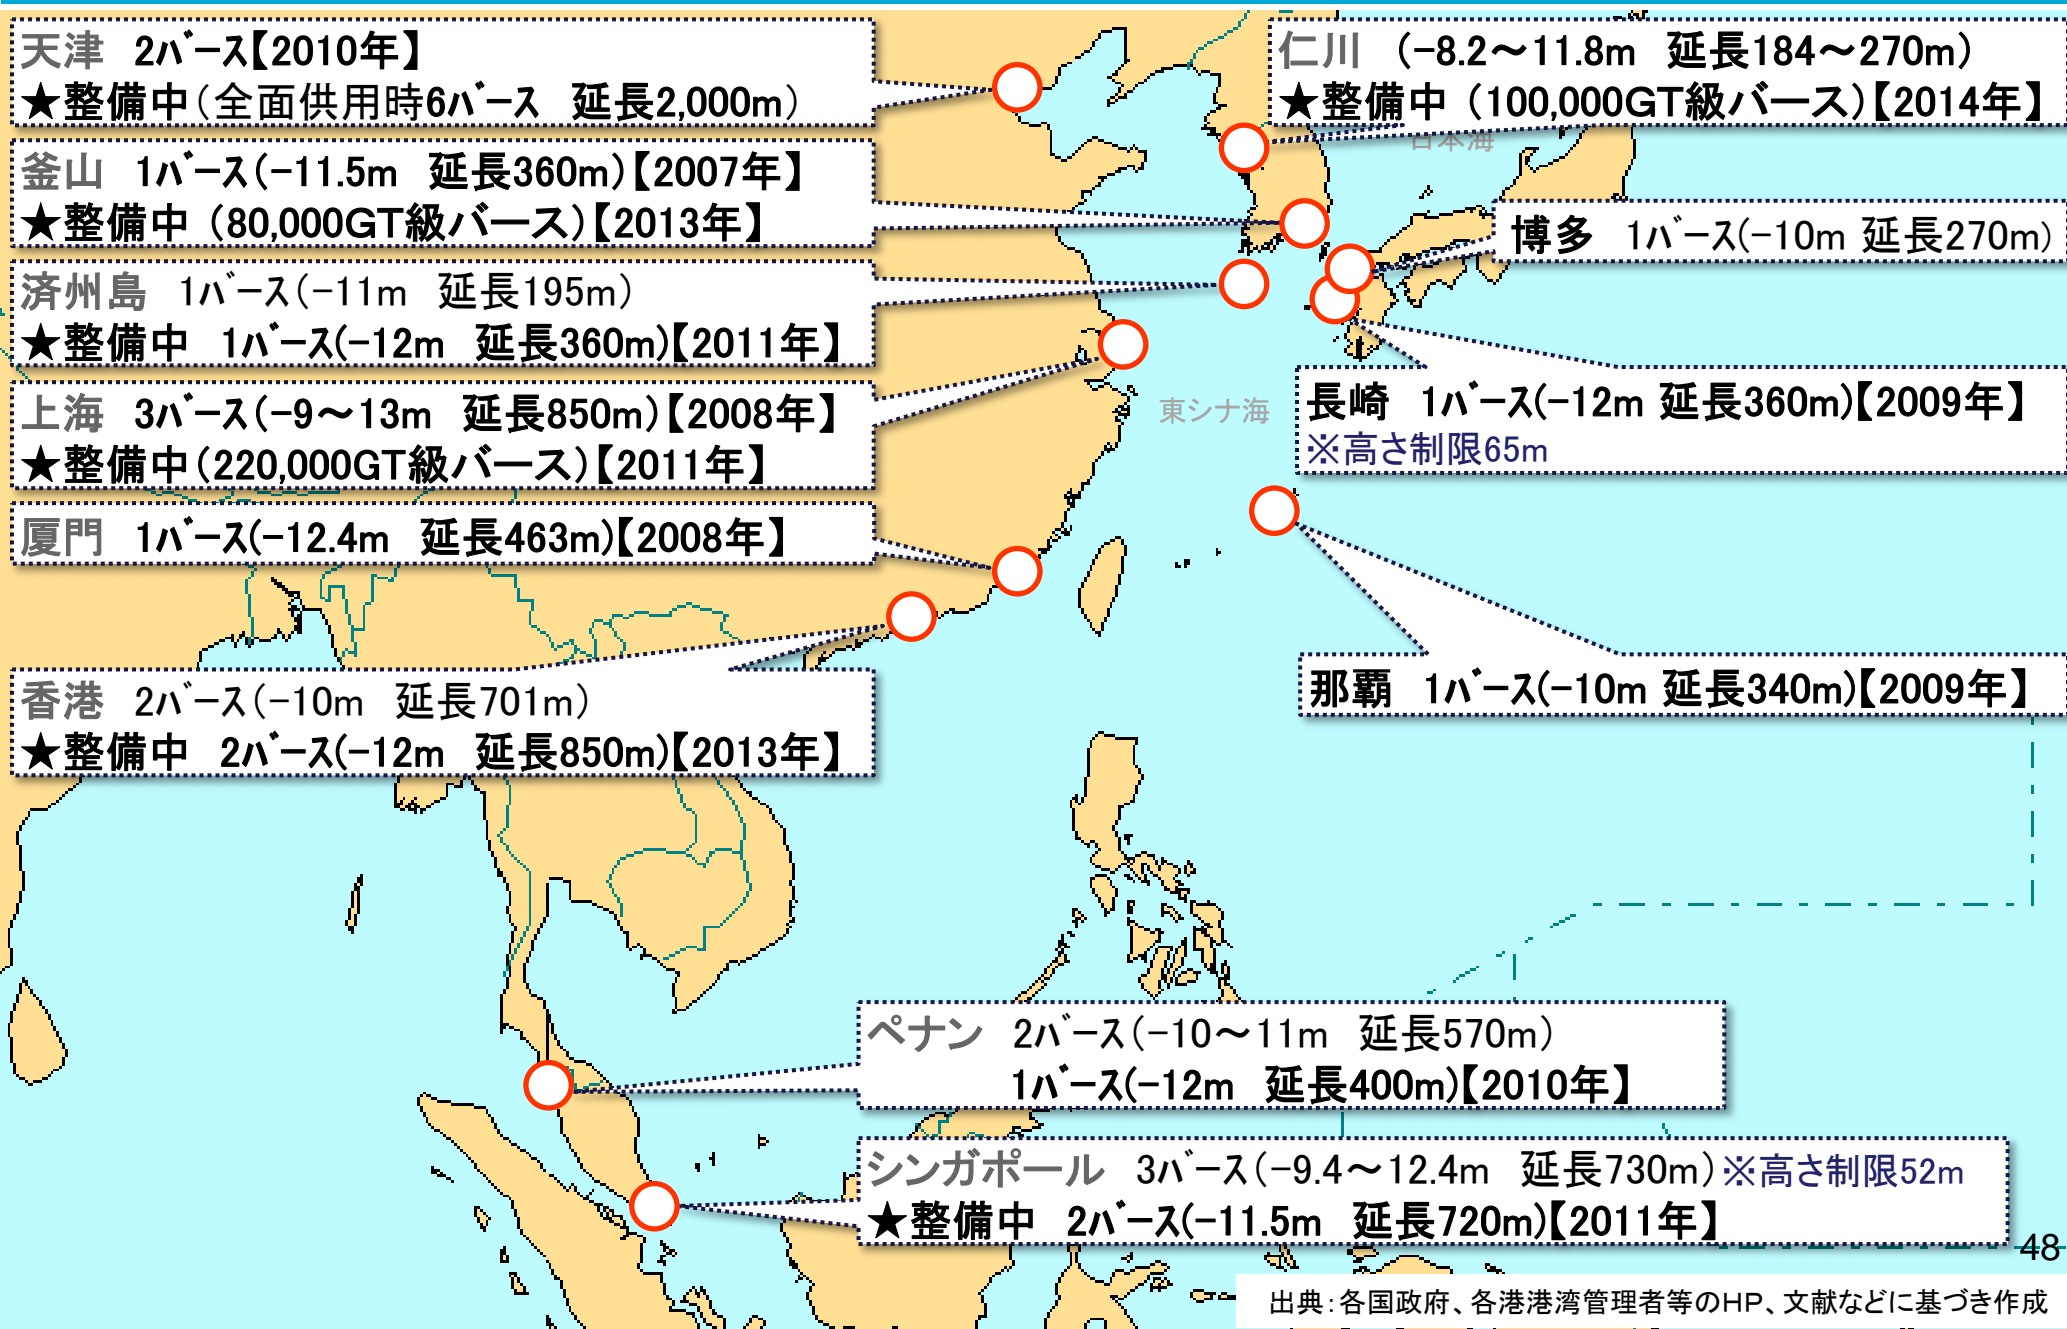 天津　2バース【2010年】
★整備中（全面供用時6バース　延長2,000m）
仁川　（-8.2～11.8m　延長184～270m）
★整備中（100,000GT級バース）【2014年】
日本海
釜山　1バース（-11.5m　延長360m）【2007年】
★整備中（80,000GT級バース）【2013年】
博多　1バース(-10m 延長270m)
済州島　1バース（-11m　延長195m）
★整備中　1バース(-12m　延長360m)【2011年】
上海　3バース（-9～13m　延長850m）【2008年】
★整備中（220,000GT級バース）【2011年】
東シナ海
長崎　1バース(-12m 延長360m)【2009年】
※高さ制限65m
厦門　1バース(-12.4m　延長463m)【2008年】
香港　2バース（-10m　延長701m）
★整備中　2バース(-12m　延長850m)【2013年】
那覇　1バース(-10m 延長340m)【2009年】
ペナン　2バース（-10～11m　延長570m）
1バース(-12m　延長400m)【2010年】
シンガポール　3バース（-9.4～12.4m　延長730m）※高さ制限52m
★整備中　2バース(-11.5m　延長720m)【2011年】
48
出典：各国政府、各港港湾管理者等のHP、文献などに基づき作成